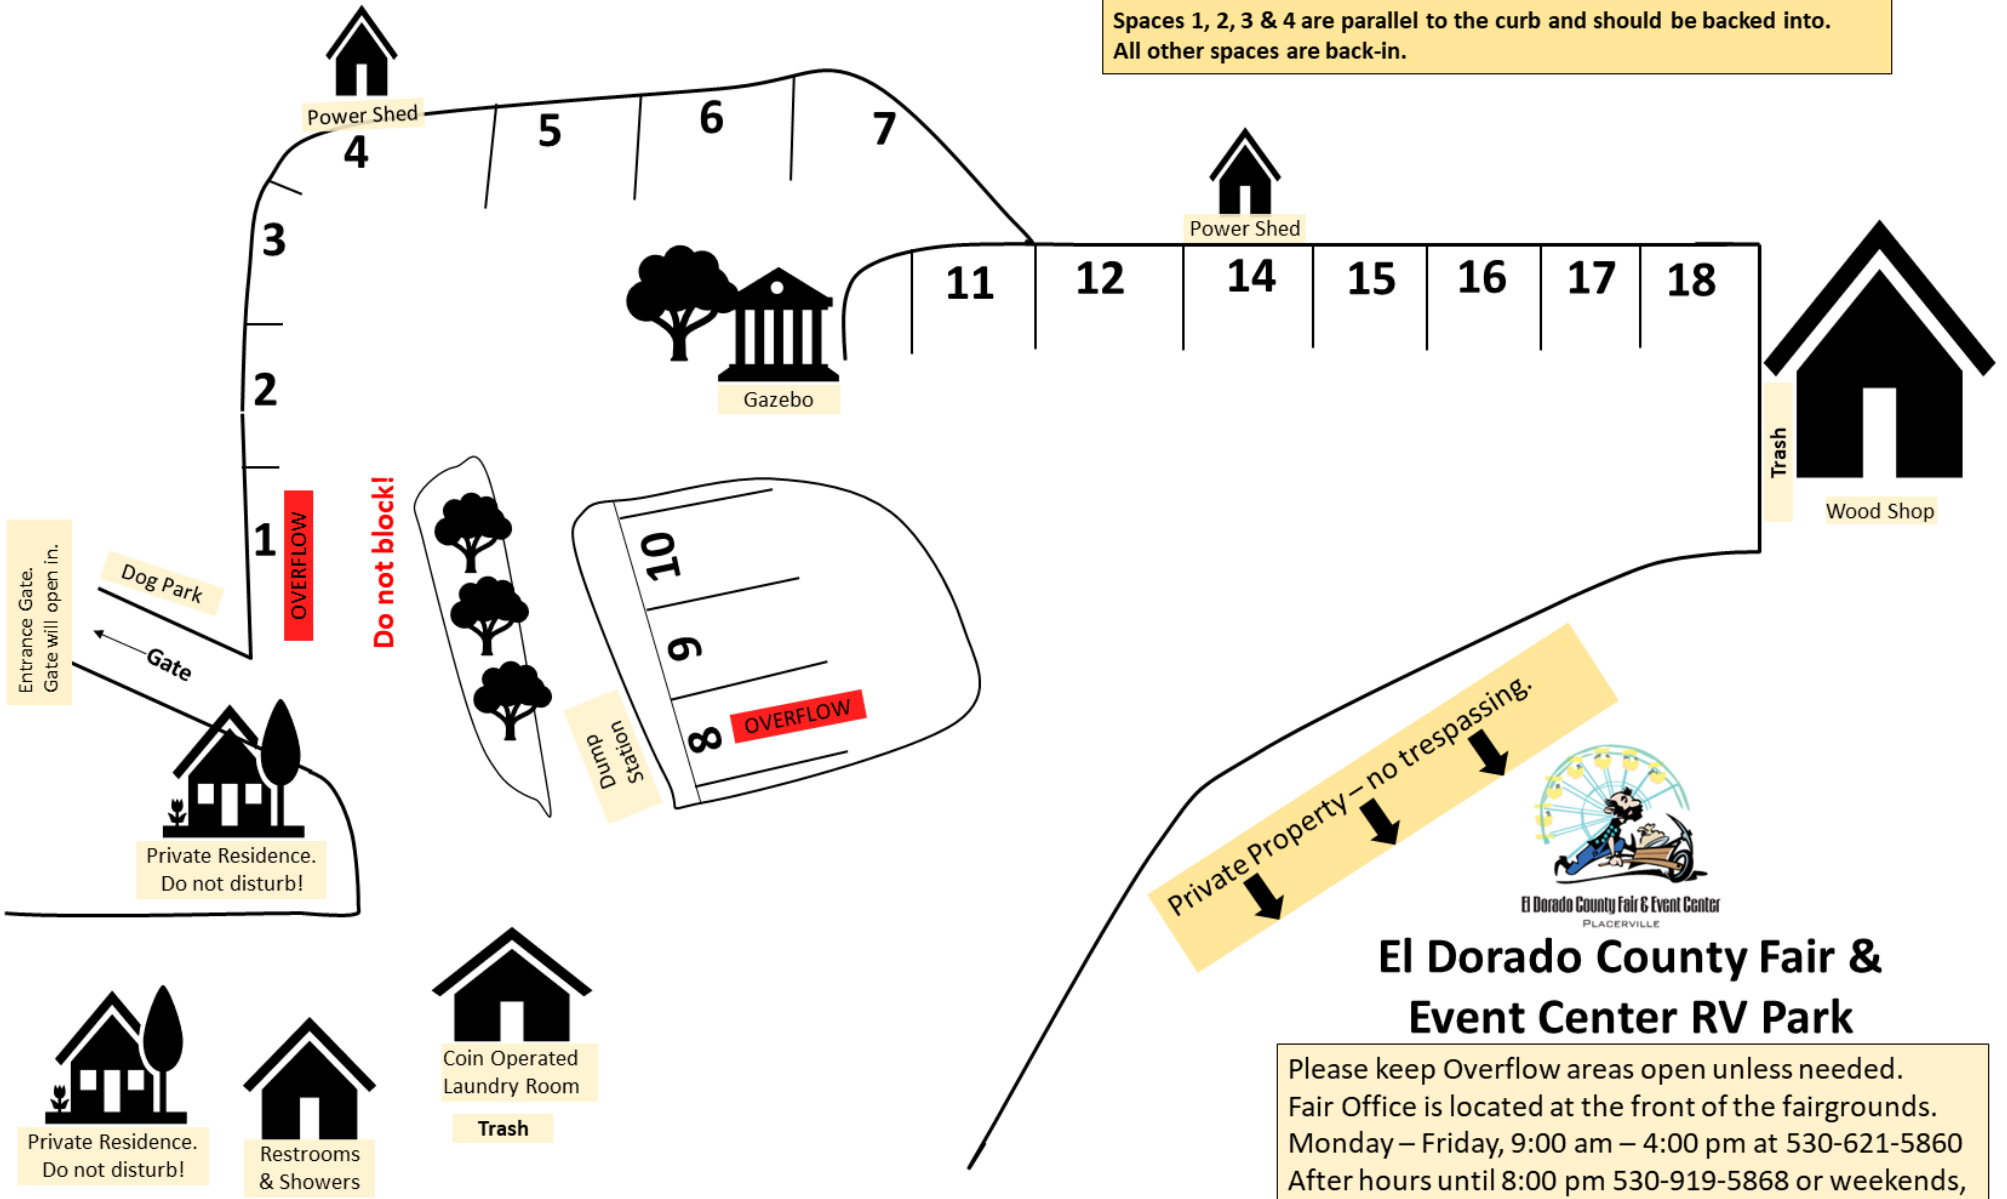 Spaces 1, 2, 3 & 4 are parallel to the curb and should be backed into.
All other spaces are back-in.
Power Shed
4
5
6
7
3
2
1
OVERFLOW
Do not block!
Power Shed
11
12
14
15
16
17
18
Gazebo
Trash
Wood Shop
Entrance Gate.
Gate will open in.
Dog Park
Gate
10
9
8
OVERFLOW
Dump
Station
Private Property – no trespassing.
Private Residence.
Do not disturb!
El Dorado County Fair & Event Center
PLACERVILLE
El Dorado County Fair &
Event Center RV Park
Coin Operated
Laundry Room
Trash
Private Residence.
Do not disturb!
Restrooms
& Showers
Please keep Overflow areas open unless needed.
Fair Office is located at the front of the fairgrounds.
Monday – Friday, 9:00 am – 4:00 pm at 530-621-5860
After hours until 8:00 pm 530-919-5868 or weekends,